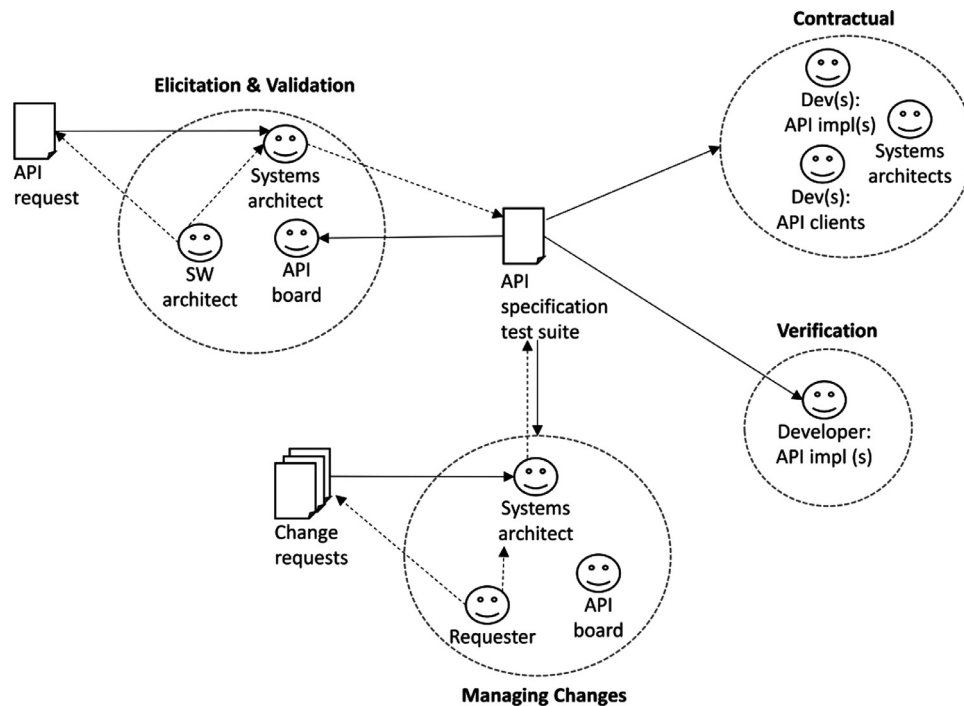 Contractual
Dev(s):
API impl(s)
Systems
architects
Dev(s):
API clients
Elicitation & Validation
API
request
Systems
architect
SW
architect
API
board
API
specification
test suite
Verification
Developer:
API impl (s)
Change
requests
Systems
architect
Requester
API
board
Managing Changes